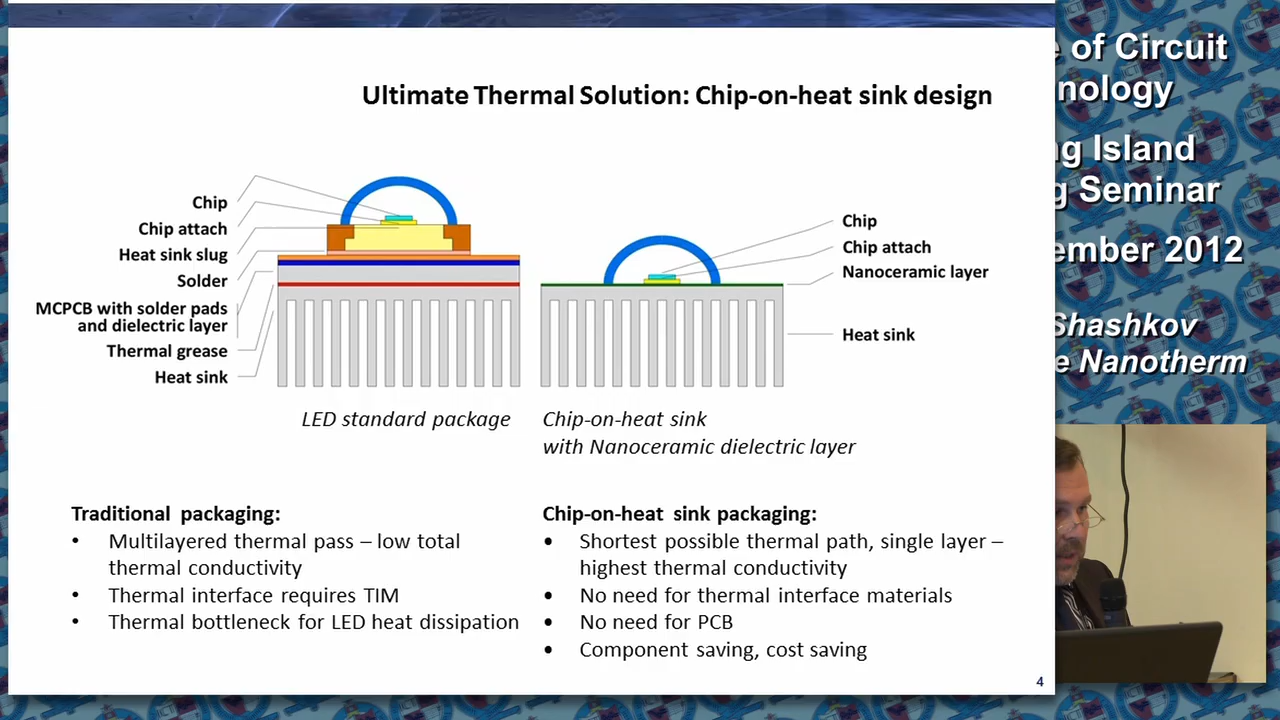 Ultimate Thermal Solution: Chip-on-heat sink design
Chip
Chip attach
Heat sink slug
Solder
MCPCB with solder pads
and dielectric layer
Thermal grease
Heat sink
Chip
Chip attach
Nanoceramic layer
Heat sink
LED standard package
Chip-on-heat sink
with Nanoceramic dielectric layer
Traditional packaging:
• Multilayered thermal pass – low total
thermal conductivity
• Thermal interface requires TIM
• Thermal bottleneck for LED heat dissipation
Chip-on-heat sink packaging:
• Shortest possible thermal path, single layer –
highest thermal conductivity
• No need for thermal interface materials
• No need for PCB
• Component saving, cost saving
4
e of Circuit
nology
ng Island
g Seminar
ember 2012
Shashkov
e Nanotherm